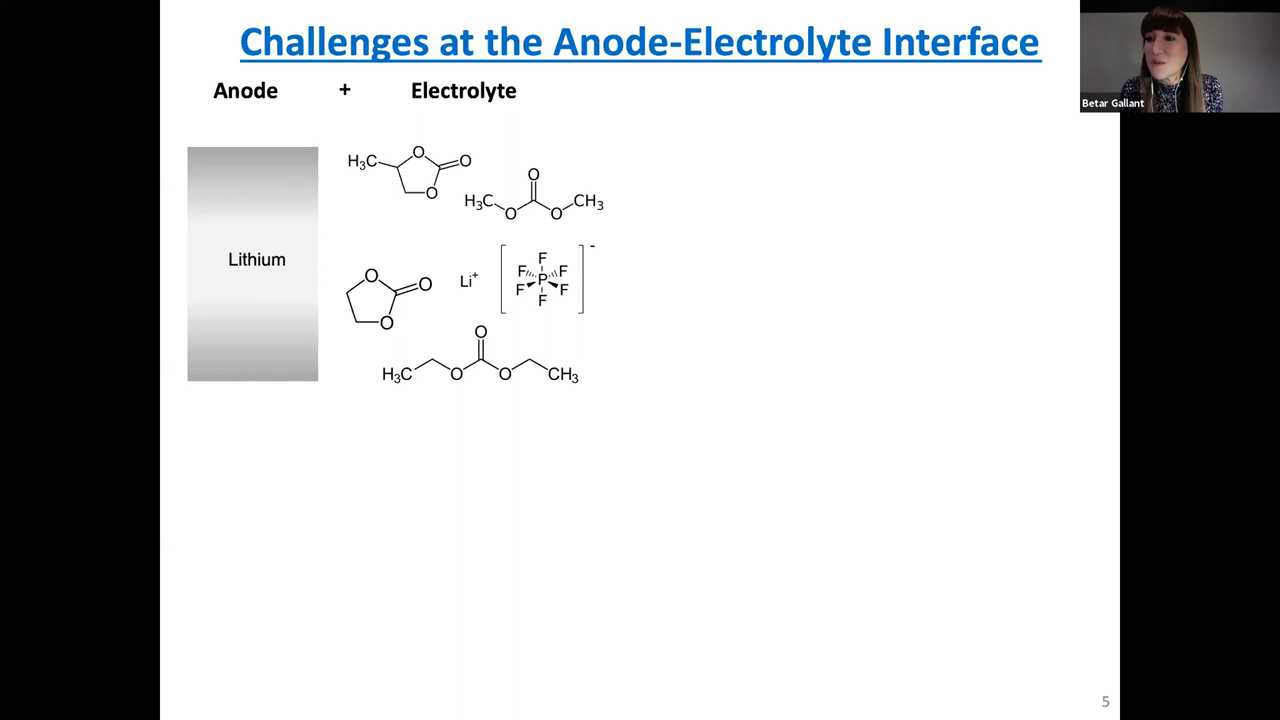 Challenges at the Anode-Electrolyte Interface
Betar Gallant
Anode + Electrolyte
H₃C O O O
H₃C O O O CH₃
Lithium
O O O
Li⁺ [F F F P F F F]⁻
H₃C O O O CH₃
5